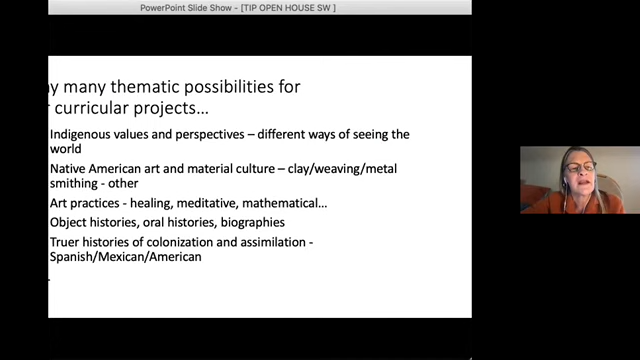 PowerPoint Slide Show - [TIP OPEN HOUSE SW ]
y many thematic possibilities for
curricular projects...
Indigenous values and perspectives – different ways of seeing the
world
Native American art and material culture – clay/weaving/metal
smithing - other
Art practices - healing, meditative, mathematical...
Object histories, oral histories, biographies
Truer histories of colonization and assimilation -
Spanish/Mexican/American